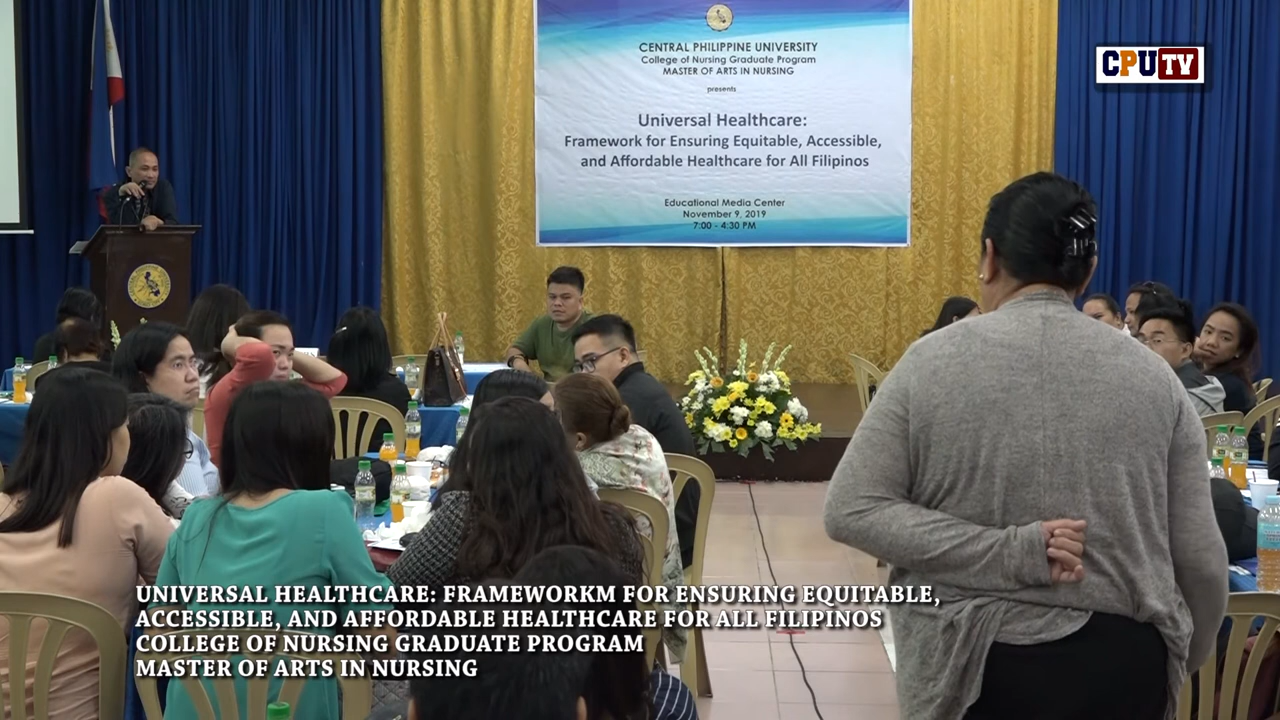 CENTRAL PHILIPPINE UNIVERSITY
College of Nursing Graduate Program
MASTER OF ARTS IN NURSING
presents
Universal Healthcare:
Framework for Ensuring Equitable, Accessible,
and Affordable Healthcare for All Filipinos
Educational Media Center
November 9, 2019
7:00 - 4:30 PM
CPUTV
UNIVERSAL HEALTHCARE: FRAMEWORKM FOR ENSURING EQUITABLE,
ACCESSIBLE, AND AFFORDABLE HEALTHCARE FOR ALL FILIPINOS
COLLEGE OF NURSING GRADUATE PROGRAM
MASTER OF ARTS IN NURSING